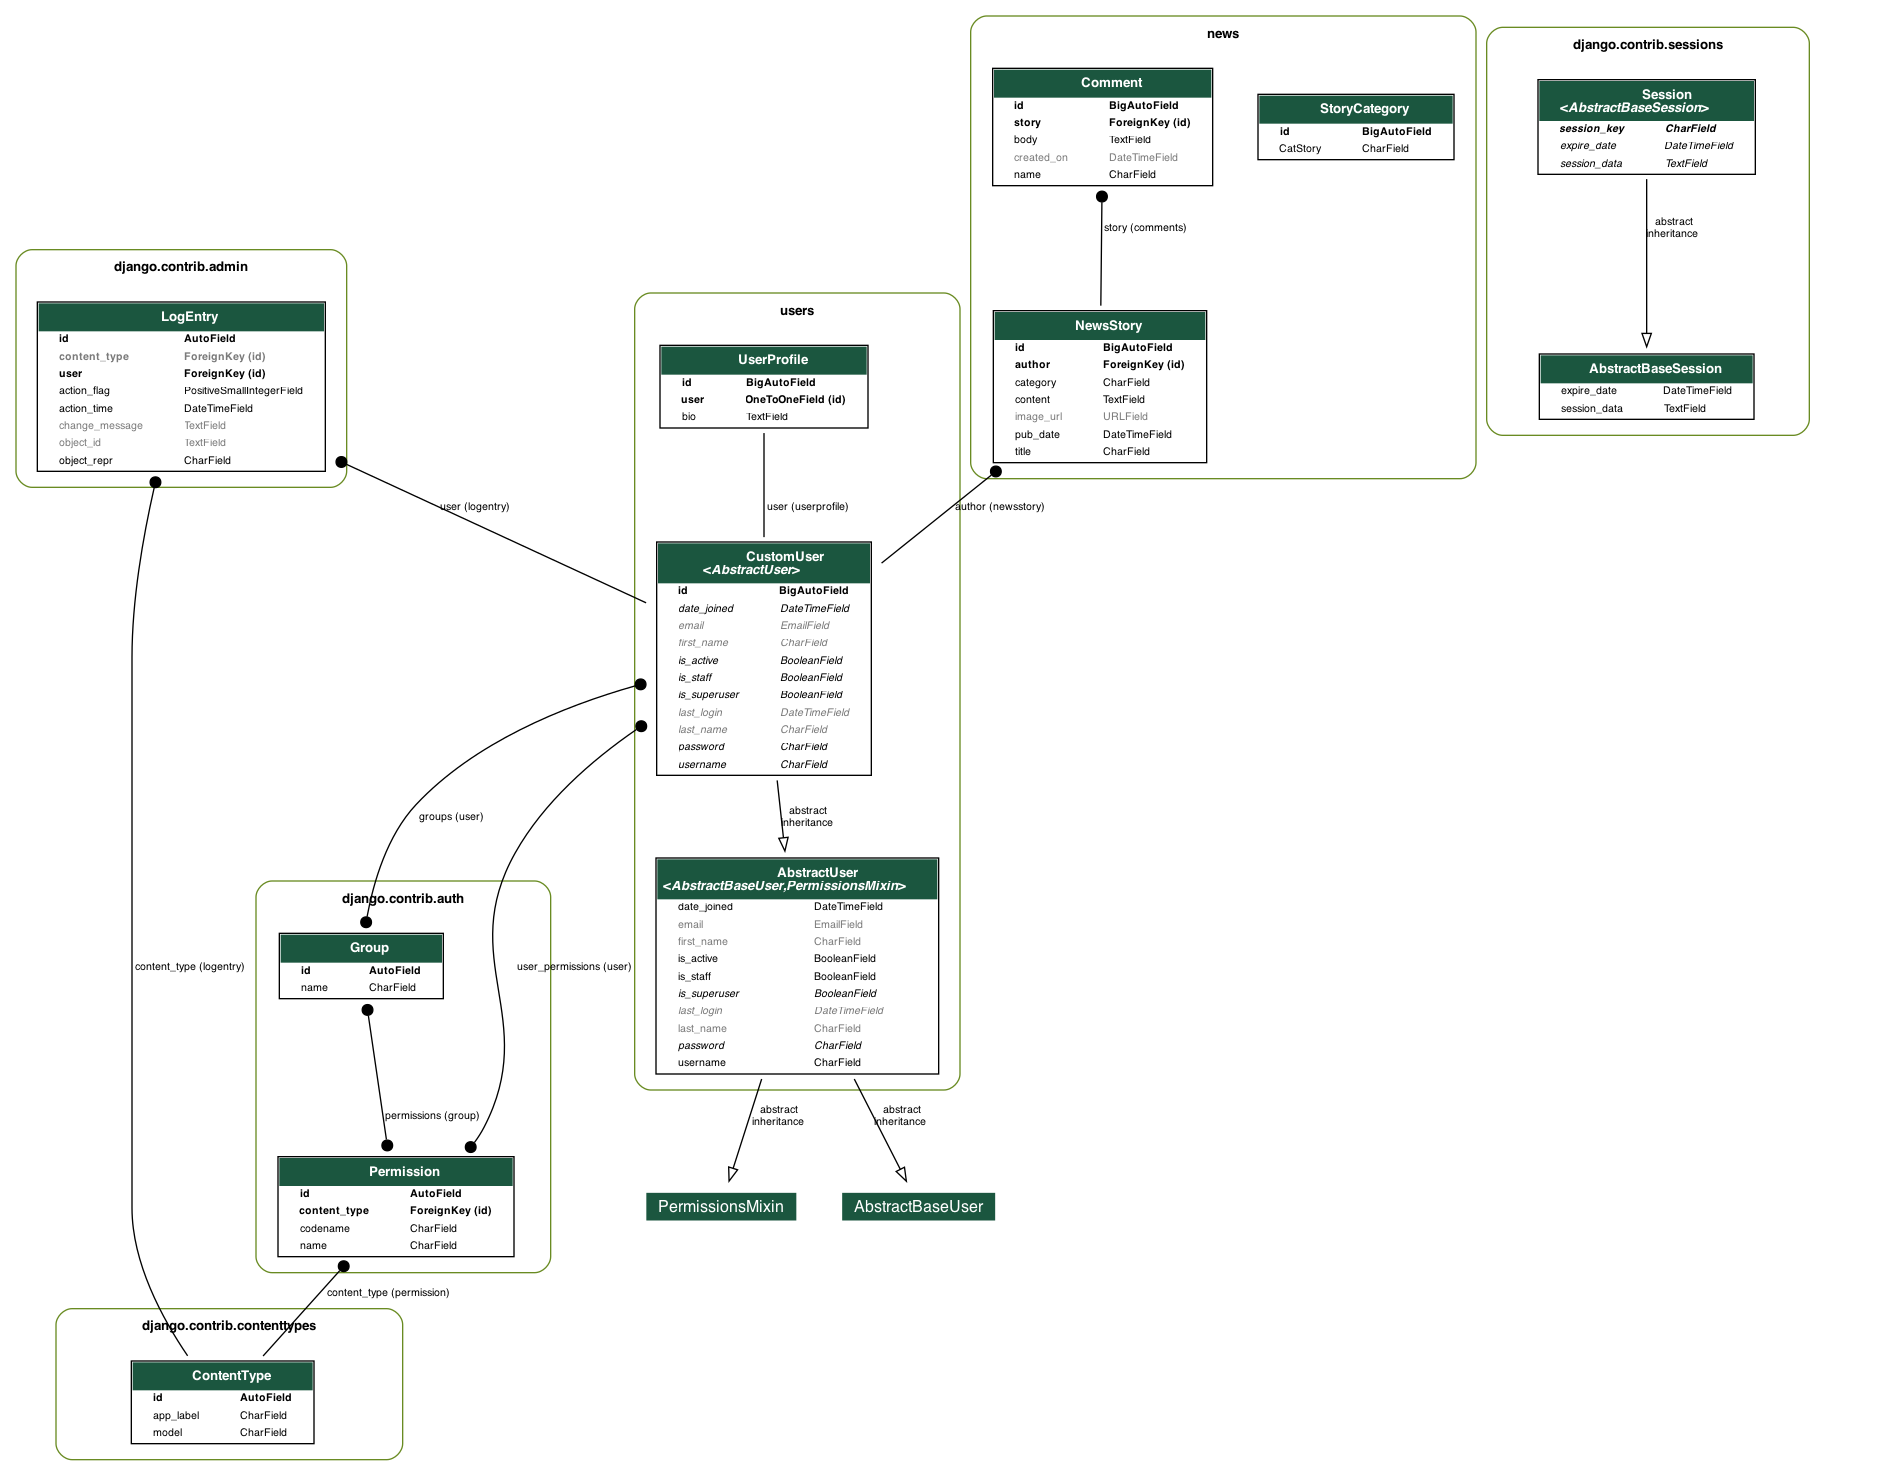 news
Comment
id BigAutoField
story ForeignKey (id)
body TextField
created_on DateTimeField
name CharField
StoryCategory
id BigAutoField
CatStory CharField
story (comments)
NewsStory
id BigAutoField
author ForeignKey (id)
category CharField
content TextField
image_url URLField
pub_date DateTimeField
title CharField
django.contrib.sessions
Session
<AbstractBaseSession>
session_key CharField
expire_date DateTimeField
session_data TextField
abstract
inheritance
AbstractBaseSession
expire_date DateTimeField
session_data TextField
django.contrib.admin
LogEntry
id AutoField
content_type ForeignKey (id)
user ForeignKey (id)
action_flag PositiveSmallIntegerField
action_time DateTimeField
change_message TextField
object_id TextField
object_repr CharField
users
UserProfile
id BigAutoField
user OneToOneField (id)
bio TextField
user (logentry)
user (userprofile)
author (newsstory)
CustomUser
<AbstractUser>
id BigAutoField
date_joined DateTimeField
email EmailField
first_name CharField
is_active BooleanField
is_staff BooleanField
is_superuser BooleanField
last_login DateTimeField
last_name CharField
password CharField
username CharField
groups (user)
abstract
inheritance
AbstractUser
<AbstractBaseUser,PermissionsMixin>
date_joined DateTimeField
email EmailField
first_name CharField
is_active BooleanField
is_staff BooleanField
is_superuser BooleanField
last_login DateTimeField
last_name CharField
password CharField
username CharField
django.contrib.auth
Group
id AutoField
name CharField
content_type (logentry)
user_permissions (user)
permissions (group)
abstract
inheritance
abstract
inheritance
Permission
id AutoField
content_type ForeignKey (id)
codename CharField
name CharField
PermissionsMixin
AbstractBaseUser
content_type (permission)
django.contrib.contenttypes
ContentType
id AutoField
app_label CharField
model CharField